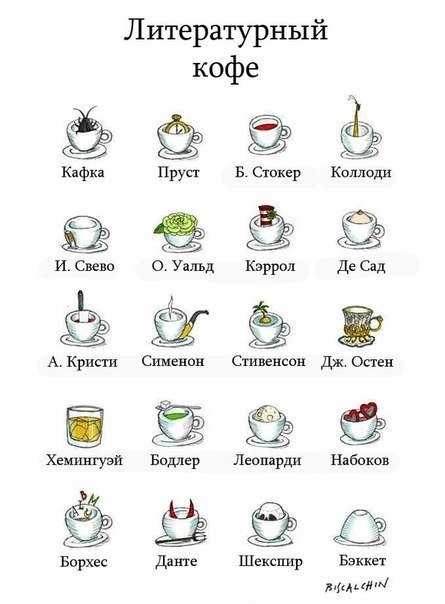 Литературный
кофе
Кафка Пруст Б. Стокер Коллоди
И. Свево О. Уальд Кэррол Де Сад
А. Кристи Сименон Стивенсон Дж. Остен
Хемингуэй Бодлер Леопарди Набоков
Борхес Данте Шекспир Бэккет
BISCALCHIN